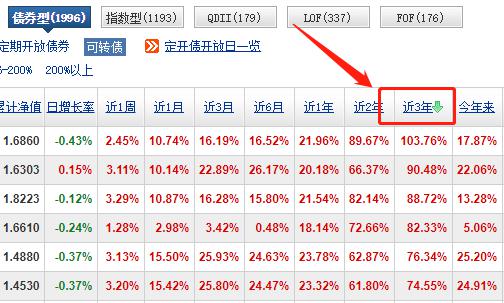 债券型(1996) 指数型(1193) QDII(179) LOF(337) FOF(176)
定期开放债券 可转债 定开债开放日一览
-200% 200%以上
累计净值 日增长率 近1周 近1月 近3月 近6月 近1年 近2年 近3年 今年来
1.6860 -0.43% 2.45% 10.74% 16.19% 16.52% 21.96% 89.67% 103.76% 17.87%
1.6303 0.15% 3.11% 10.14% 22.89% 26.17% 20.18% 66.37% 90.48% 22.06%
1.8223 -0.12% 3.29% 10.87% 16.28% 15.80% 21.54% 82.14% 88.72% 13.28%
1.6610 -0.24% 1.28% 2.98% 3.42% 0.48% 18.14% 72.66% 82.33% 5.06%
1.4880 -0.37% 3.13% 15.50% 25.93% 24.63% 23.78% 62.87% 76.34% 25.20%
1.4530 -0.37% 3.20% 15.42% 25.80% 24.47% 23.32% 61.80% 74.55% 24.91%